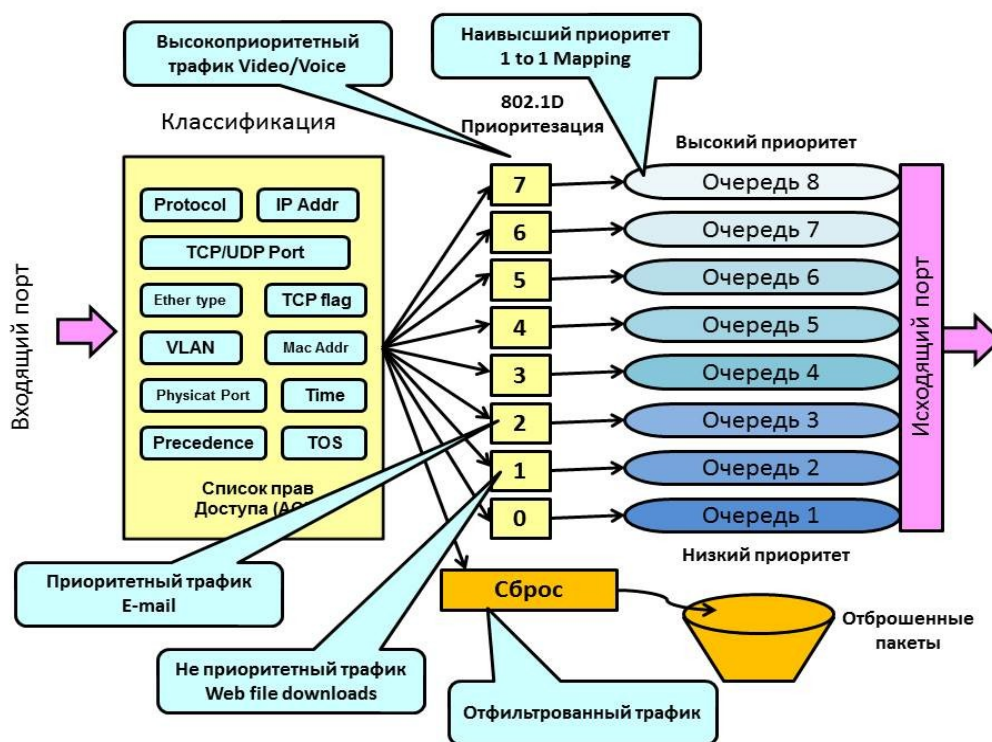 Высокоприоритетный
трафик Video/Voice
Наивысший приоритет
1 to 1 Mapping
Классификация
802.1D
Приоритезация
Высокий приоритет
Входящий порт
Protocol
IP Addr
TCP/UDP Port
Ether type
TCP flag
VLAN
Mac Addr
Physicat Port
Time
Precedence
TOS
Список прав
Доступа
7
6
5
4
3
2
1
0
Очередь 8
Очередь 7
Очередь 6
Очередь 5
Очередь 4
Очередь 3
Очередь 2
Очередь 1
Исходящий порт
Низкий приоритет
Приоритетный трафик
E-mail
Сброс
Отброшенные
пакеты
Не приоритетный трафик
Web file downloads
Отфильтрованный трафик